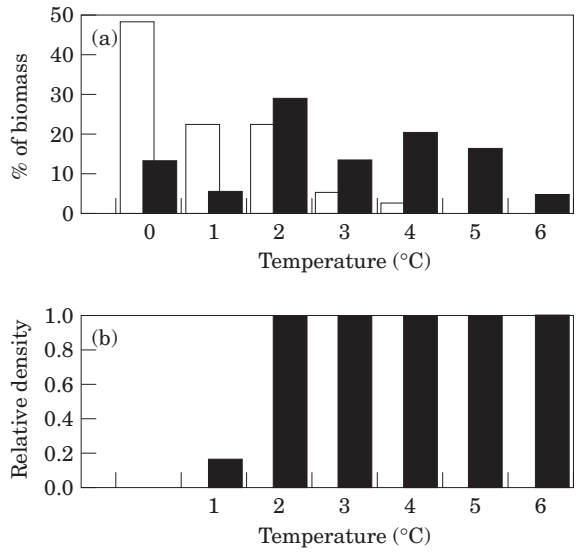 50
(a)
40
30
20
10
0
% of biomass
0 1 2 3 4 5 6
Temperature (°C)
1.0
(b)
0.8
0.6
0.4
0.2
0.0
Relative density
1 2 3 4 5 6
Temperature (°C)